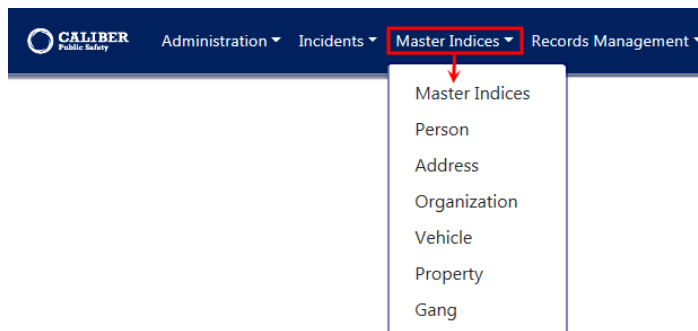 CALIBER
Public Safety
Administration Incidents Master Indices Records Management
Master Indices
Person
Address
Organization
Vehicle
Property
Gang